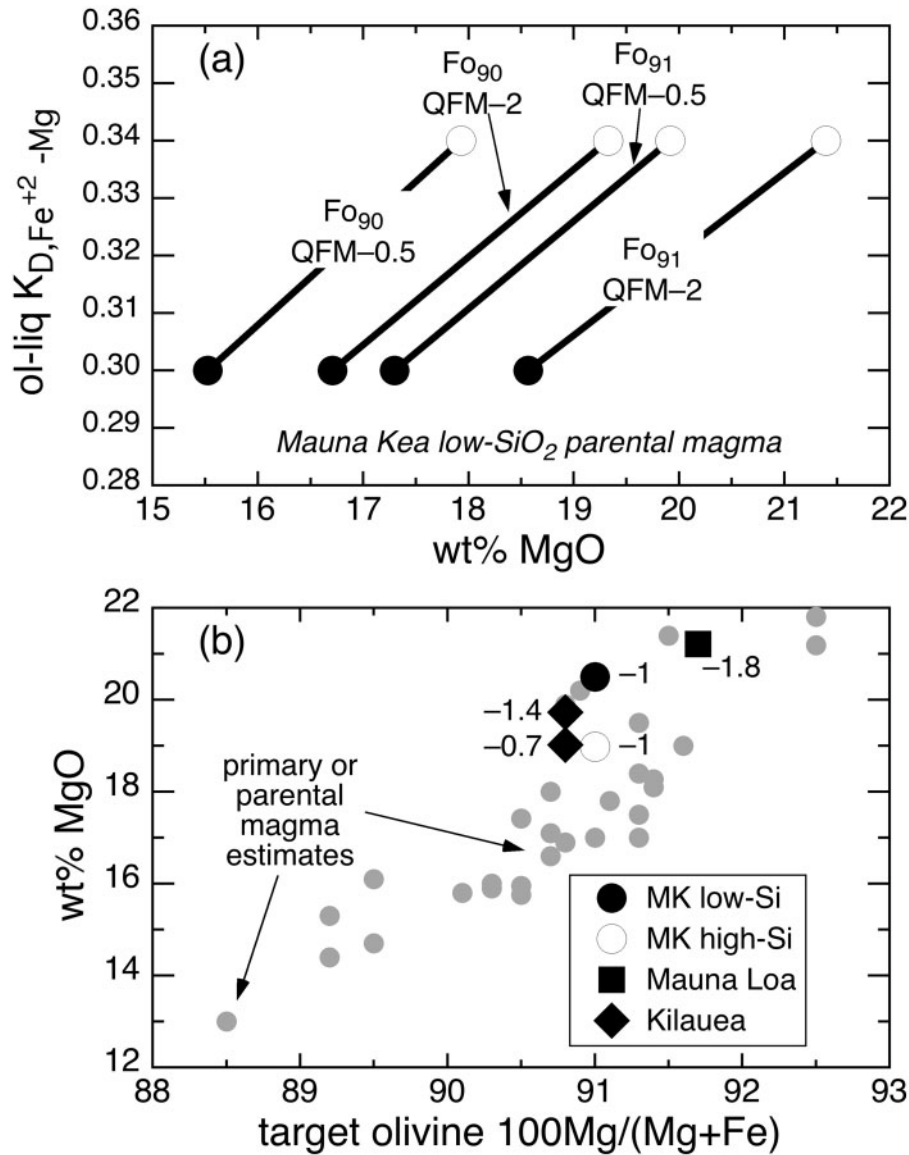 (a)
0.36
0.35
0.34
0.33
0.32
0.31
0.30
0.29
0.28
ol-liq K_D,Fe⁺² -Mg
Fo₉₀
QFM–2
Fo₉₁
QFM–0.5
Fo₉₀
QFM–0.5
Fo₉₁
QFM–2
Mauna Kea low-SiO₂ parental magma
15 16 17 18 19 20 21 22
wt% MgO
(b)
22
20
18
16
14
12
wt% MgO
–1
–1.8
–1.4
–0.7
–1
primary or
parental
magma
estimates
MK low-Si
MK high-Si
Mauna Loa
Kilauea
88 89 90 91 92 93
target olivine 100Mg/(Mg+Fe)